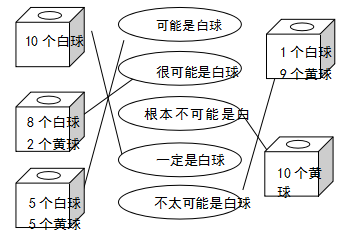 10 个白球
8 个白球
2 个黄球
5 个白球
5 个黄球
可能是白球
很可能是白球
根本不可能是白
一定是白球
不太可能是白球
1 个白球
9 个黄球
10 个黄
球